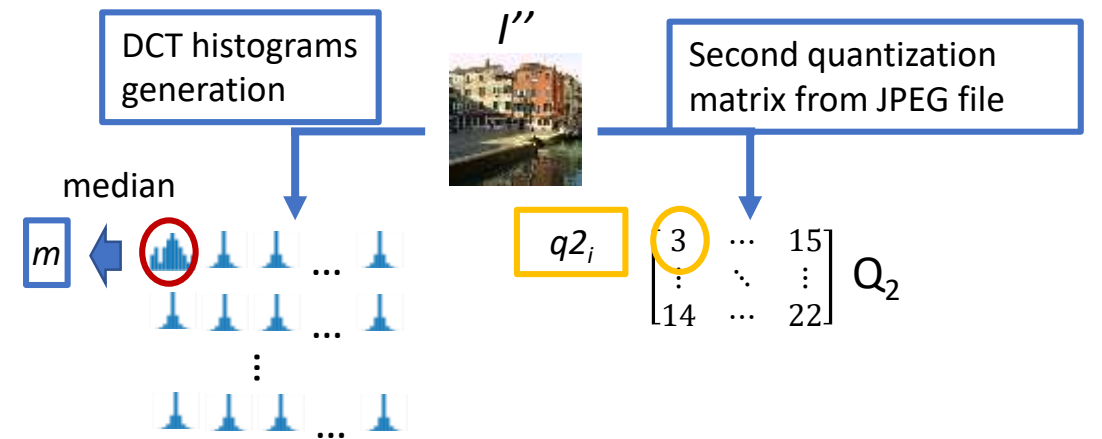 I′′
DCT histograms
generation
Second quantization
matrix from JPEG file
median
m
...
...
⋮
...
q2ᵢ
3 ⋯ 15
⋮ ⋱ ⋮
14 ⋯ 22
Q₂